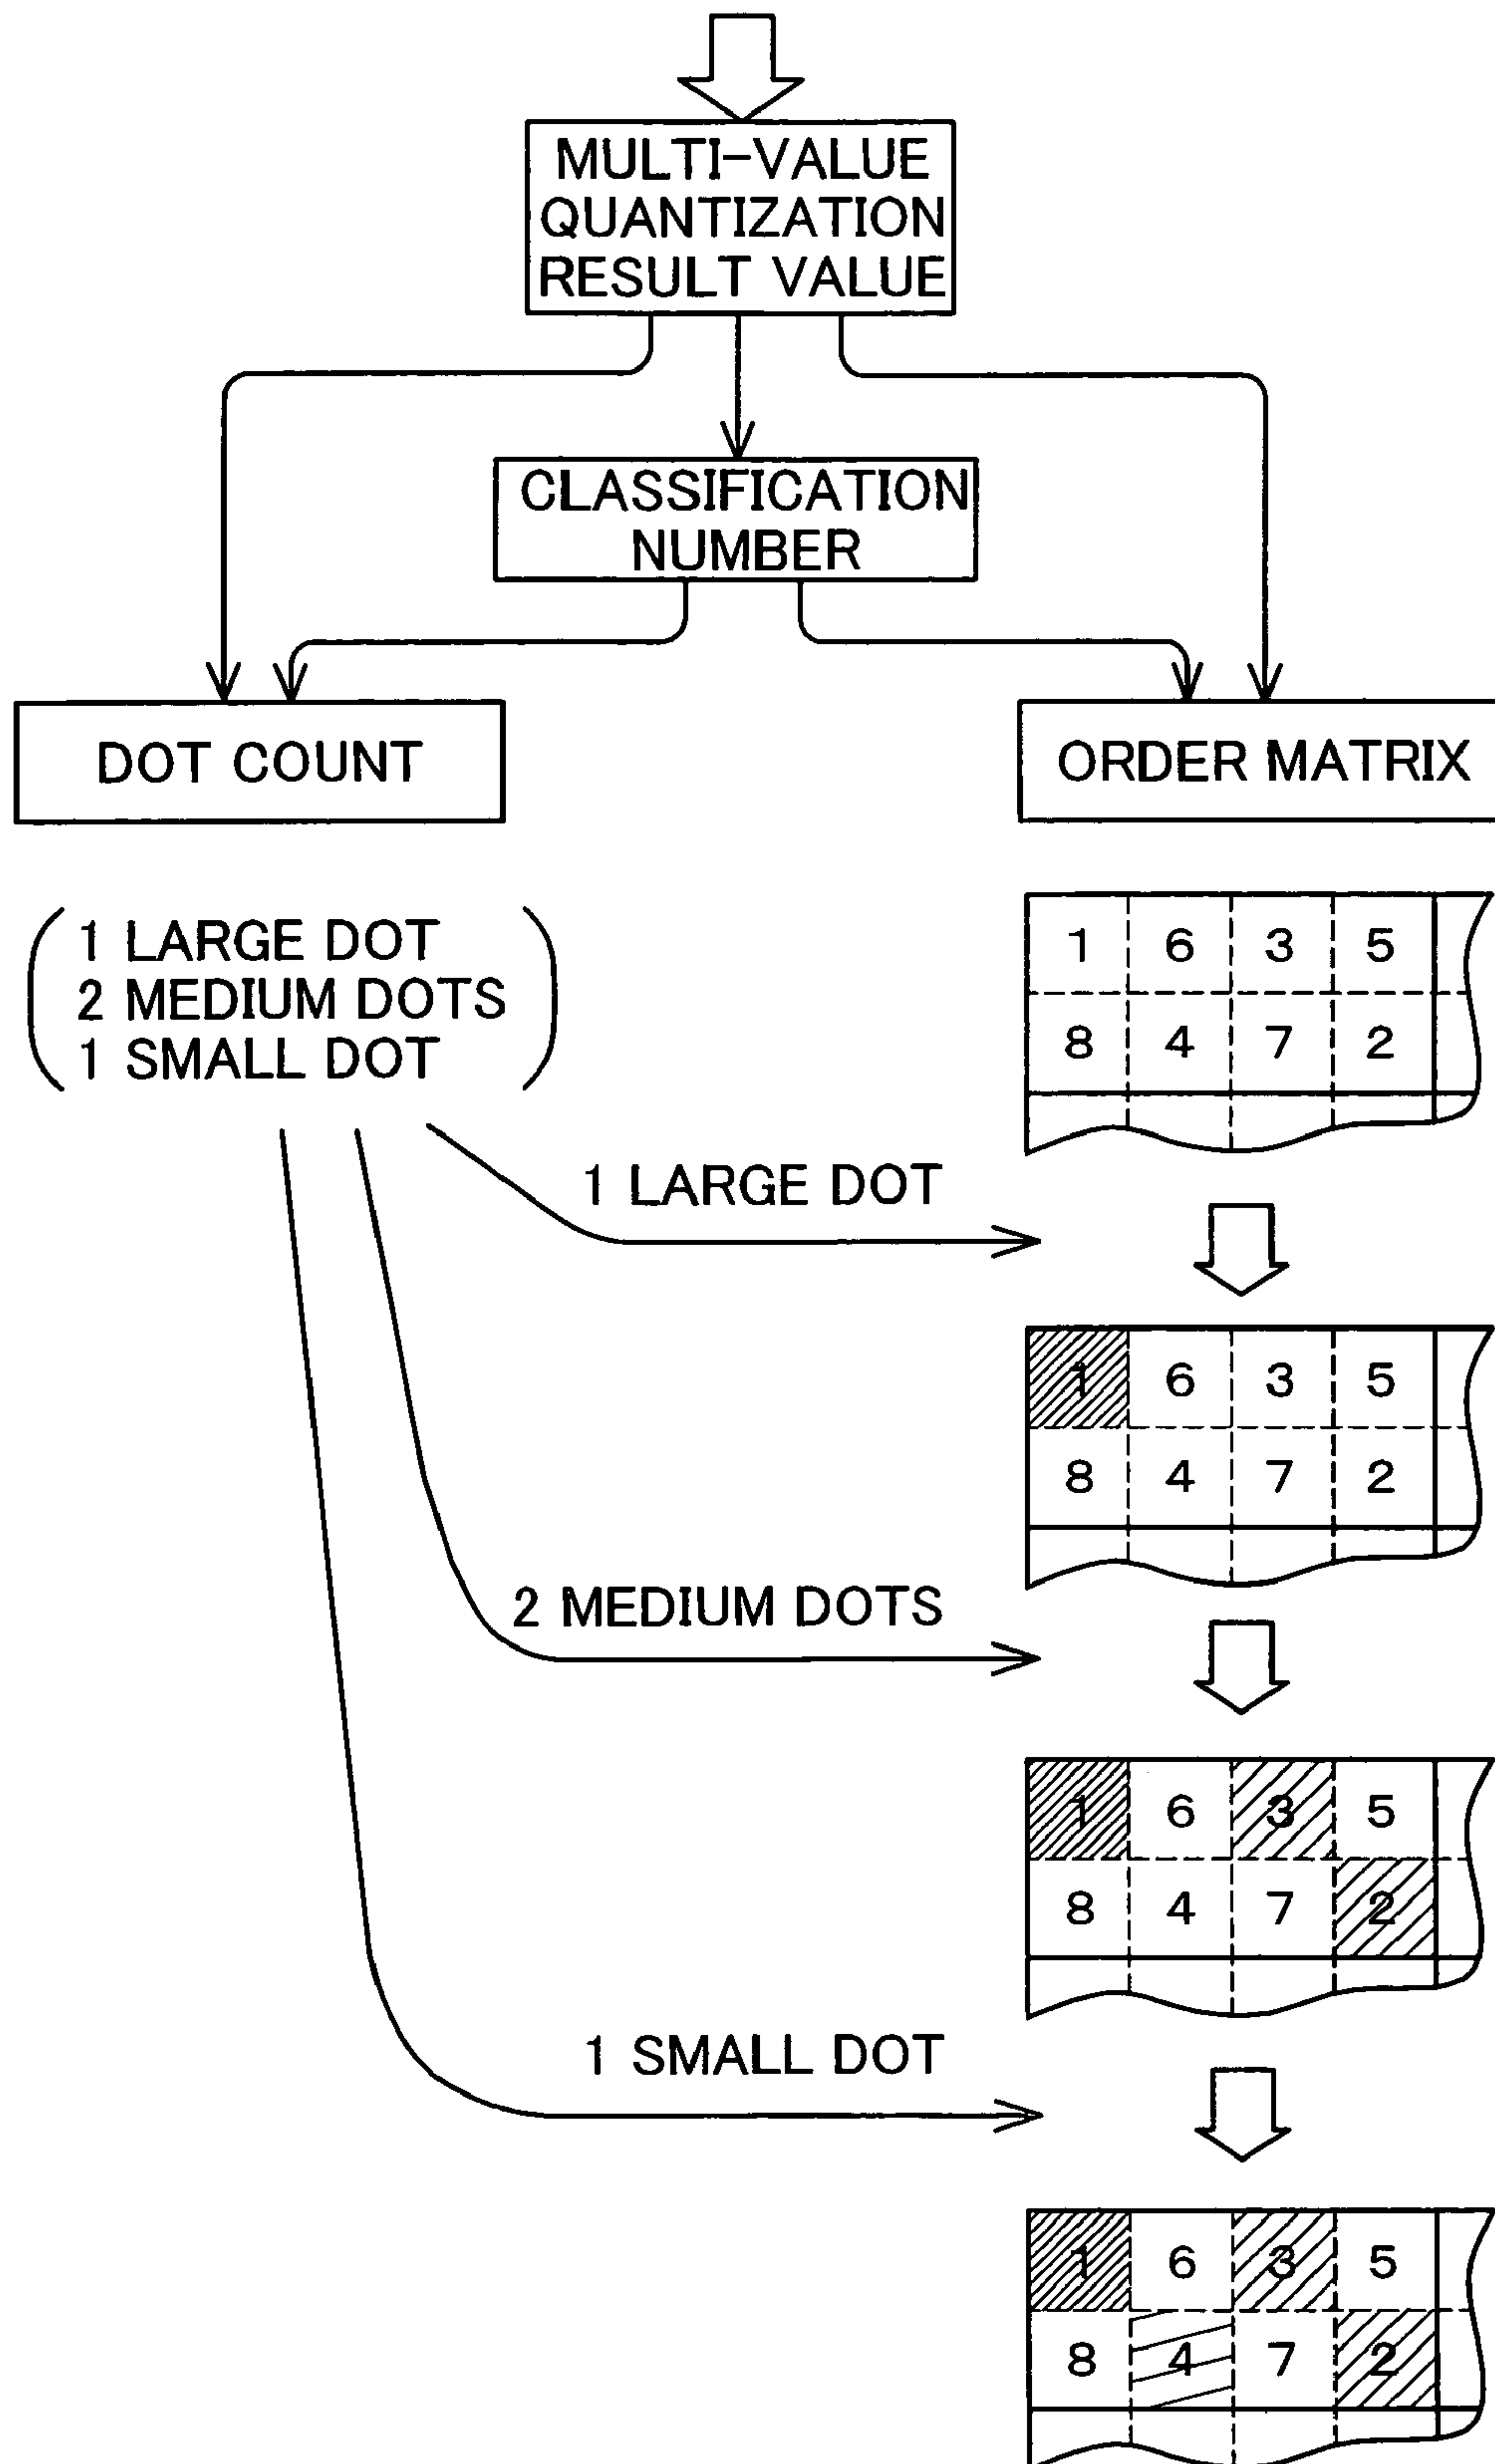 MULTI-VALUE
QUANTIZATION
RESULT VALUE
CLASSIFICATION
NUMBER
DOT COUNT
ORDER MATRIX
1 LARGE DOT
2 MEDIUM DOTS
1 SMALL DOT
1 6 3 5
8 4 7 2
1 LARGE DOT
1 6 3 5
8 4 7 2
2 MEDIUM DOTS
1 6 3 5
8 4 7 2
1 SMALL DOT
1 6 3 5
8 4 7 2